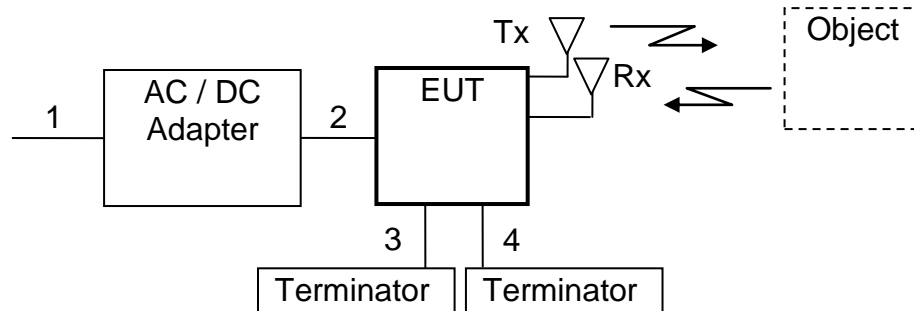 Tx
Object
Rx
AC / DC
Adapter
EUT
1
2
3
4
Terminator
Terminator